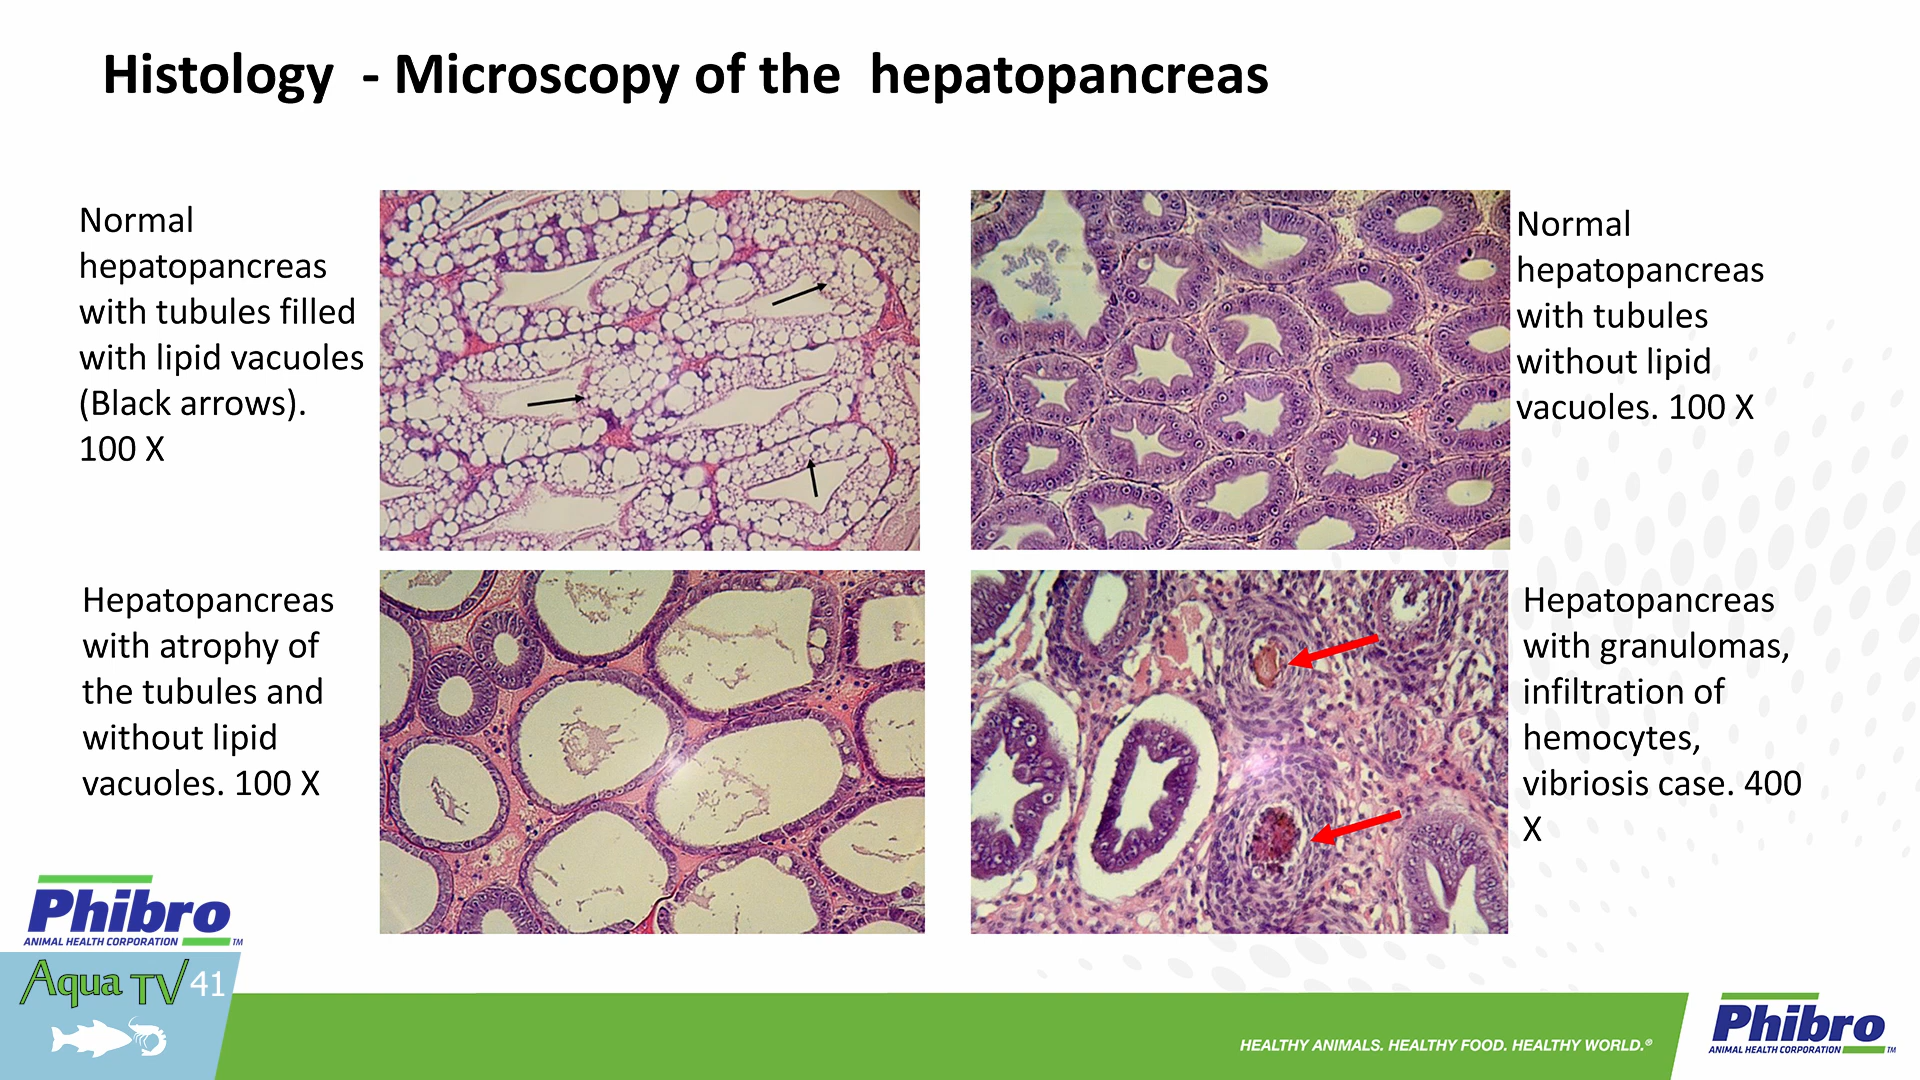 Histology - Microscopy of the hepatopancreas
Normal
hepatopancreas
with tubules filled
with lipid vacuoles
(Black arrows).
100 X
Normal
hepatopancreas
with tubules
without lipid
vacuoles. 100 X
Hepatopancreas
with atrophy of
the tubules and
without lipid
vacuoles. 100 X
Hepatopancreas
with granulomas,
infiltration of
hemocytes,
vibriosis case. 400
X
Phibro
ANIMAL HEALTH CORPORATION TM
Aqua TV 41
HEALTHY ANIMALS. HEALTHY FOOD. HEALTHY WORLD.®
Phibro
ANIMAL HEALTH CORPORATION TM